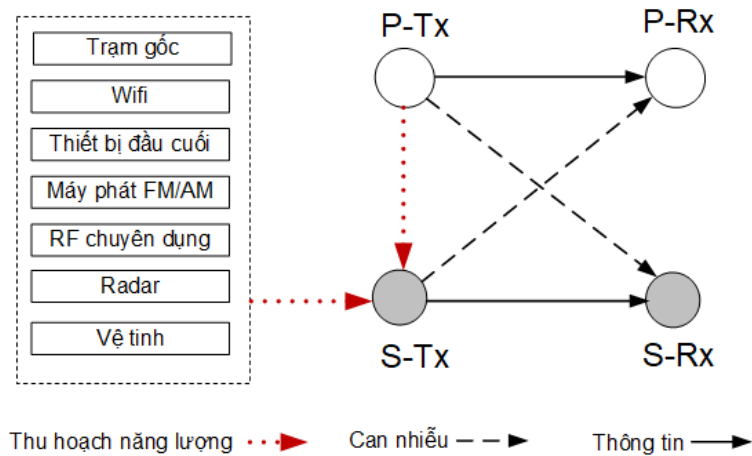 Trạm gốc
Wifi
Thiết bị đầu cuối
Máy phát FM/AM
RF chuyên dụng
Radar
Vệ tinh
P-Tx
P-Rx
S-Tx
S-Rx
Thu hoạch năng lượng
Can nhiễu
Thông tin